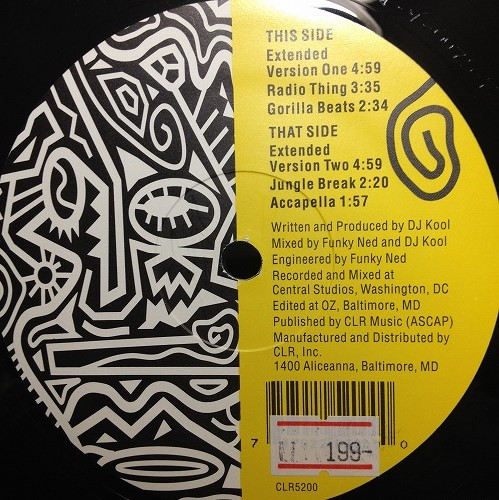 THIS SIDE
Extended
Version One 4:59
Radio Thing 3:35
Gorilla Beats 2:34
THAT SIDE
Extended
Version Two 4:59
Jungle Break 2:20
Accapella 1:57
Written and Produced by DJ Kool
Mixed by Funky Ned and DJ Kool
Engineered by Funky Ned
Recorded and Mixed at
Central Studios, Washington, DC
Edited at OZ, Baltimore, MD
Published by CLR Music (ASCAP)
Manufactured and Distributed by
CLR, Inc.
1400 Aliceanna, Baltimore, MD
7 0
199-
CLR5200